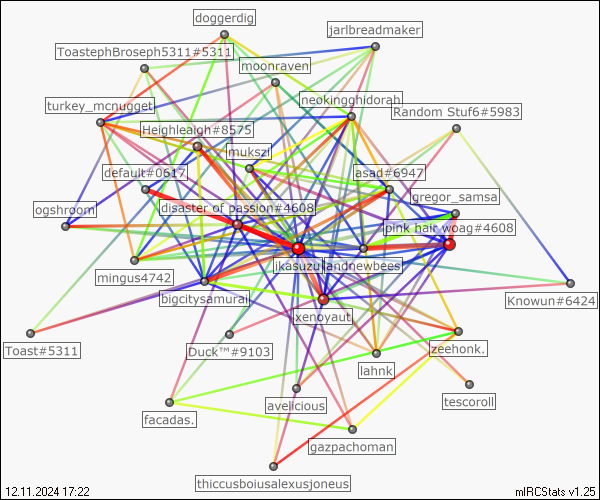 doggerdig
jarlbreadmaker
ToastephBroseph5311#5311
moonraven
turkey_mcnugget
neokingghidorah
Random Stuf6#5983
Heighleaigh#8575
mukszi
default#0617
asad#6947
gregor_samsa
ogshroom
disaster of passion#4608
pink hair woag#4608
jkasuzu
andnewbees
mingus4742
bigcitysamurai
Knowun#6424
xenoyaut
Toast#5311
Duck™#9103
zeehonk.
lahnk
tescoroll
avelicious
facadas.
gazpachoman
thiccusboiusalexusjoneus
12.11.2024 17:22
mIRCStats v1.25